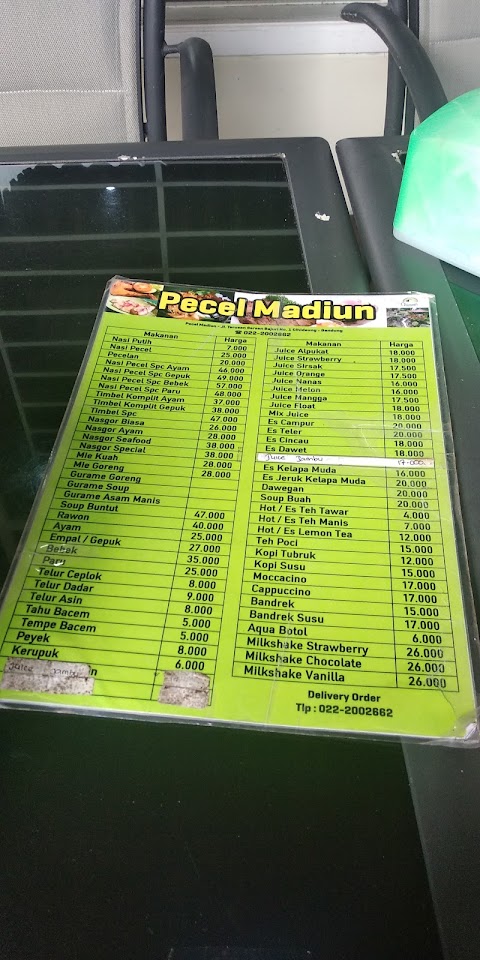 Pecel Madiun
☎ 022-2002662
Makanan Harga
Nasi Putih 7.000
Nasi Pecel 25.000
Pecelan 20.000
Nasi Pecel Spc Ayam 46.000
Nasi Pecel Spc Gepuk 49.000
Nasi Pecel Spc Bebek 57.000
Nasi Pecel Spc Paru 48.000
Timbel Komplit Ayam 37.000
Timbel Komplit Gepuk 38.000
Timbel Spc 47.000
Nasgor Biasa 26.000
Nasgor Ayam 28.000
Nasgor Seafood 38.000
Nasgor Special 38.000
Mie Kuah 28.000
Mie Goreng 28.000
Gurame Goreng
Gurame Soup
Gurame Asam Manis
Soup Buntut 47.000
Rawon 40.000
Ayam 25.000
Empal / Gepuk 27.000
Bebek 35.000
Paru 25.000
Telur Ceplok 8.000
Telur Dadar 9.000
Telur Asin 8.000
Tahu Bacem 5.000
Tempe Bacem 5.000
Peyek 8.000
Kerupuk 6.000
Juice Jambu
Makanan Harga
Juice Alpukat 18.000
Juice Strawberry 18.000
Juice Sirsak 17.500
Juice Orange 17.500
Juice Nanas 16.000
Juice Melon 16.000
Juice Mangga 17.500
Juice Float 18.000
Mix Juice 18.000
Es Campur 20.000
Es Teler 20.000
Es Cincau 18.000
Es Dawet 18.000
Juice Jambu 17.000
Es Kelapa Muda 16.000
Es Jeruk Kelapa Muda 20.000
Dawegan 20.000
Soup Buah 20.000
Hot / Es Teh Tawar 4.000
Hot / Es Teh Manis 7.000
Hot / Es Lemon Tea 12.000
Teh Poci 15.000
Kopi Tubruk 12.000
Kopi Susu 15.000
Moccacino 17.000
Cappuccino 17.000
Bandrek 15.000
Bandrek Susu 17.000
Aqua Botol 6.000
Milkshake Strawberry 26.000
Milkshake Chocolate 26.000
Milkshake Vanilla 26.000
Delivery Order
Tlp : 022-2002662